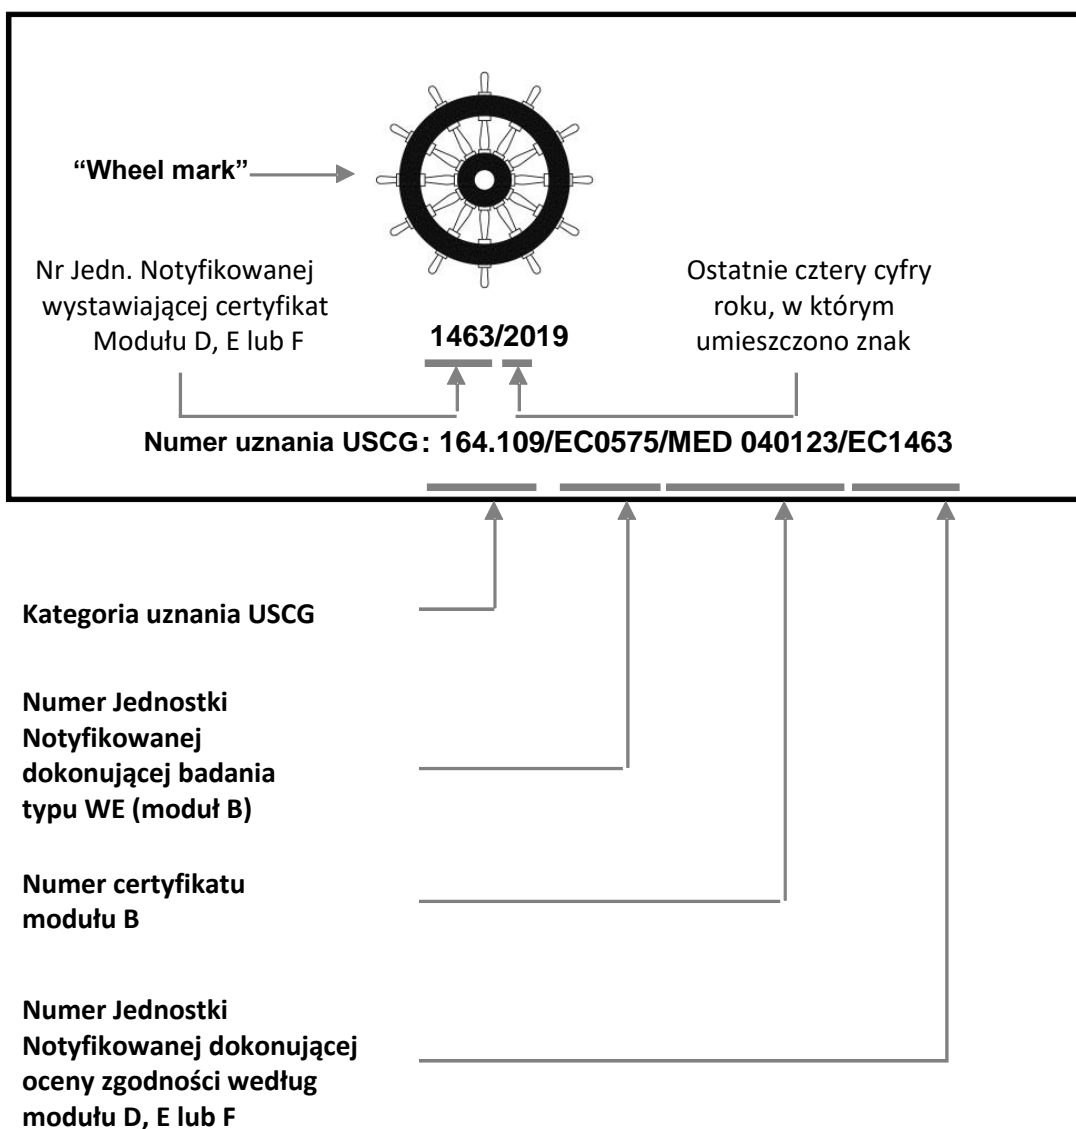 “Wheel mark”
Nr Jedn. Notyfikowanej
wystawiającej certyfikat
Modułu D, E lub F
Ostatnie cztery cyfry
roku, w którym
umieszczono znak
1463/2019
Numer uznania USCG: 164.109/EC0575/MED 040123/EC1463
Kategoria uznania USCG
Numer Jednostki
Notyfikowanej
dokonującej badania
typu WE (moduł B)
Numer certyfikatu
modułu B
Numer Jednostki
Notyfikowanej dokonującej
oceny zgodności według
modułu D, E lub F